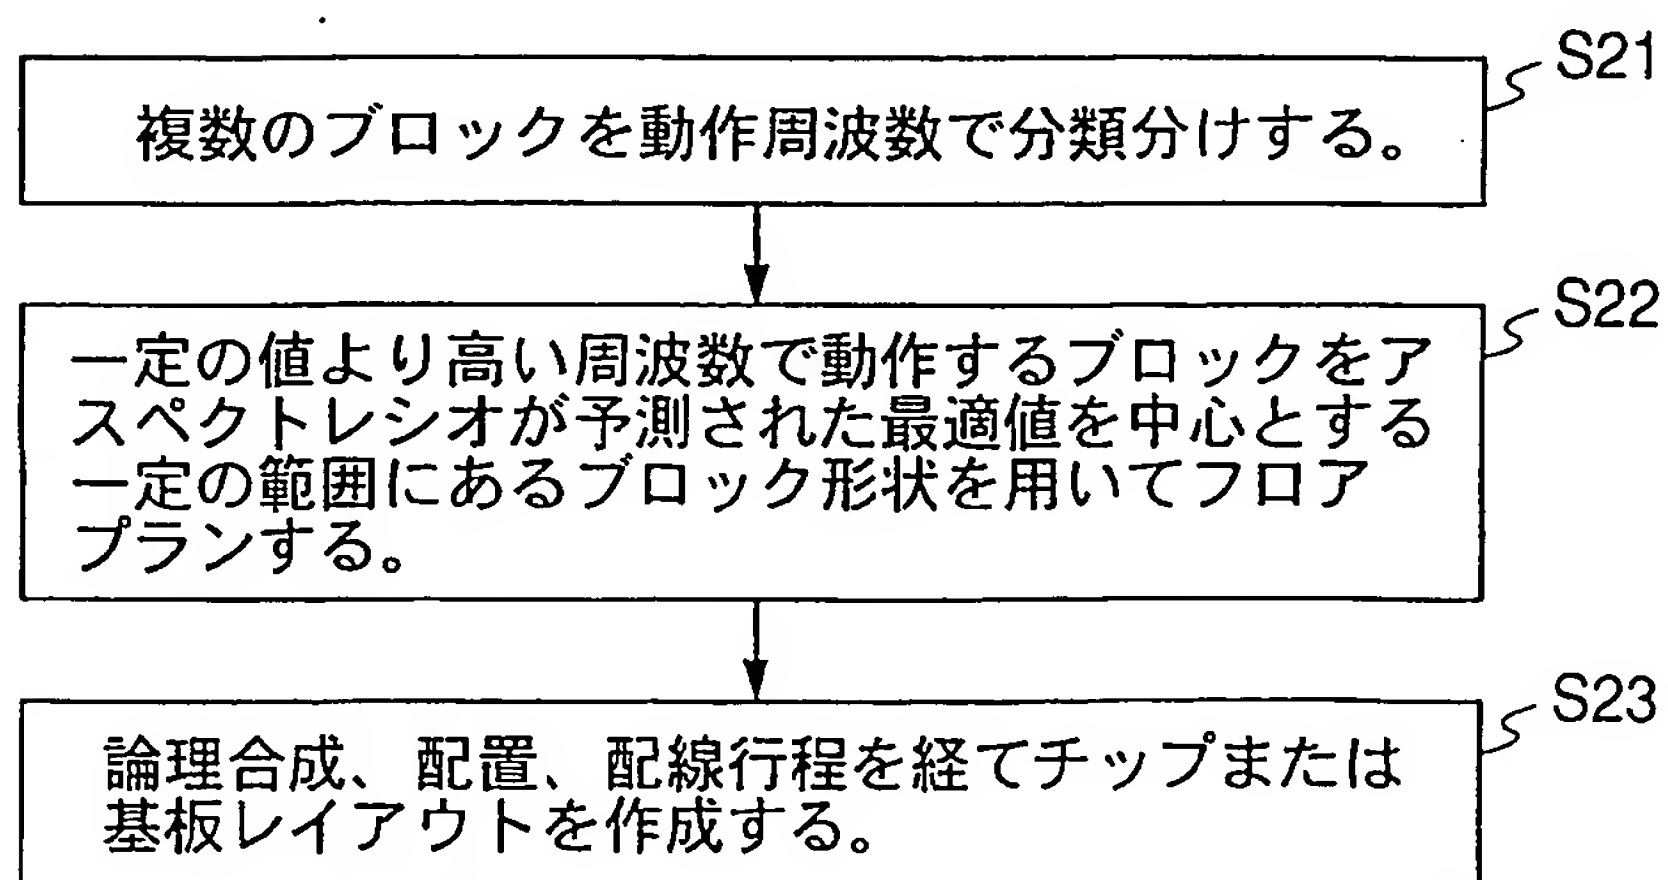 S21
複数のブロックを動作周波数で分類分けする。
S22
一定の値より高い周波数で動作するブロックをア
スペクトレシオが予測された最適値を中心とする
一定の範囲にあるブロック形状を用いてフロア
プランする。
S23
論理合成、配置、配線行程を経てチップまたは
基板レイアウトを作成する。